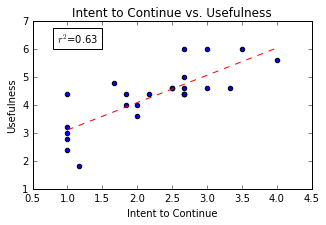 Intent to Continue vs. Usefulness
r²=0.63
7
6
5
4
3
2
1
Usefulness
0.5 1.0 1.5 2.0 2.5 3.0 3.5 4.0 4.5
Intent to Continue